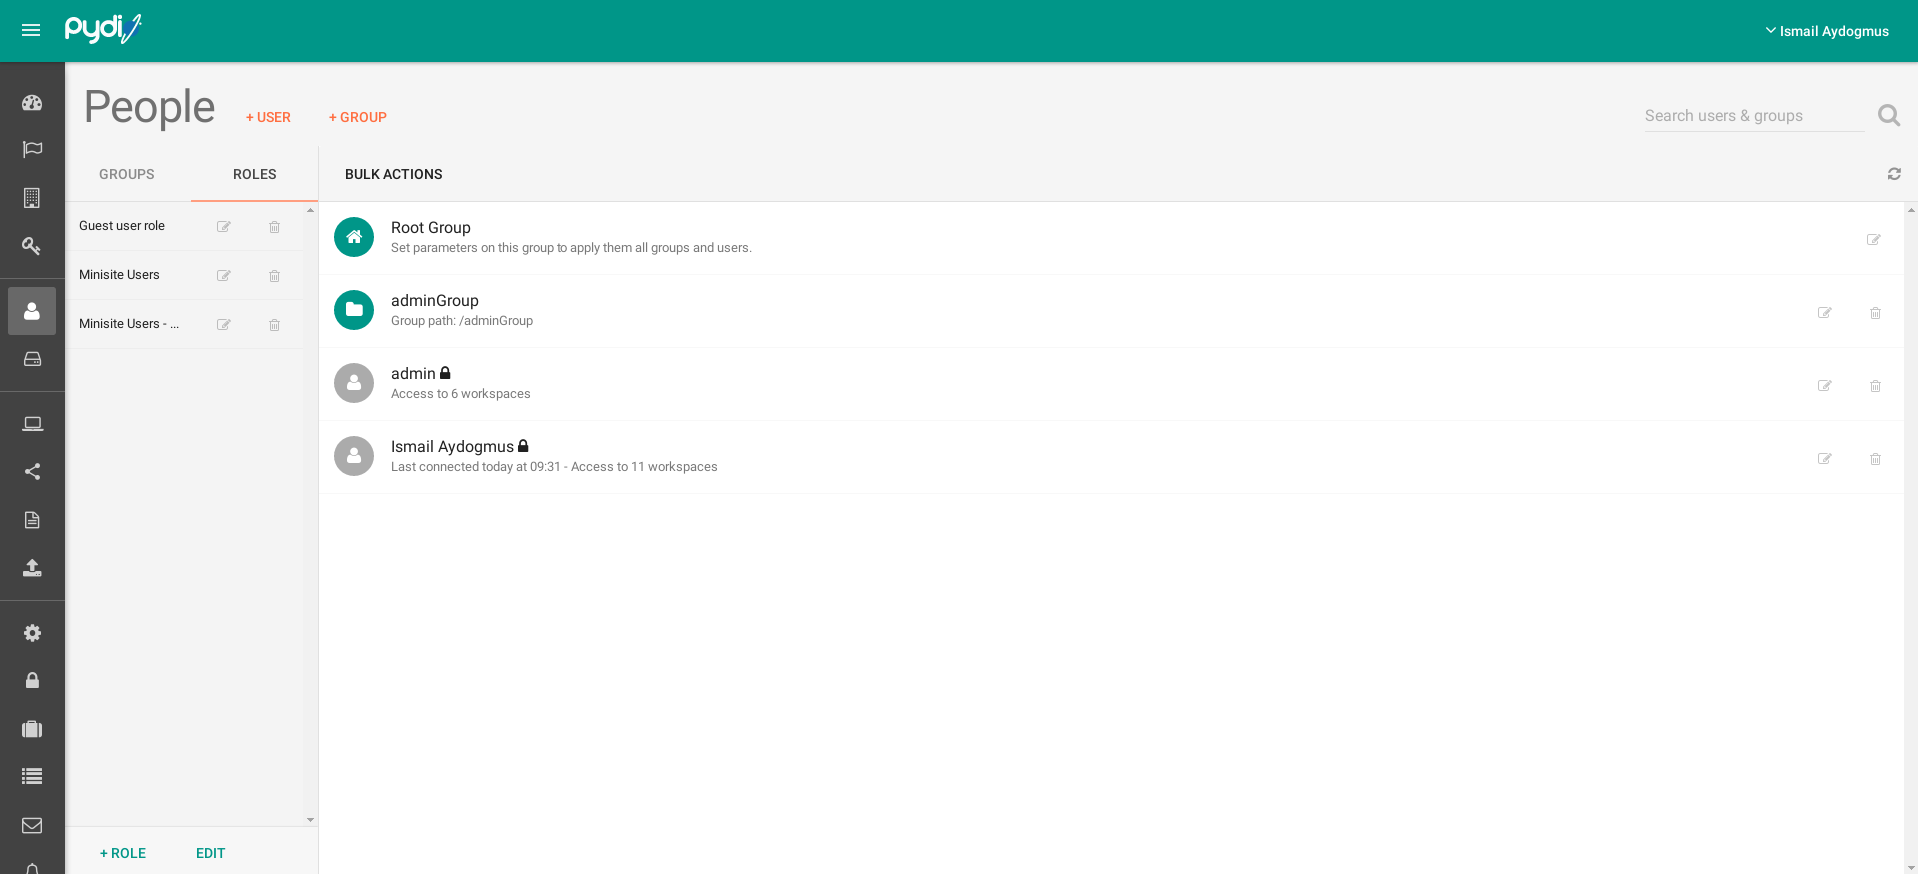 pydio
Ismail Aydogmus
People
+ USER
+ GROUP
Search users & groups
GROUPS
ROLES
BULK ACTIONS
Guest user role
Minisite Users
Minisite Users - ...
Root Group
Set parameters on this group to apply them all groups and users.
adminGroup
Group path: /adminGroup
admin
Access to 6 workspaces
Ismail Aydogmus
Last connected today at 09:31 - Access to 11 workspaces
+ ROLE
EDIT